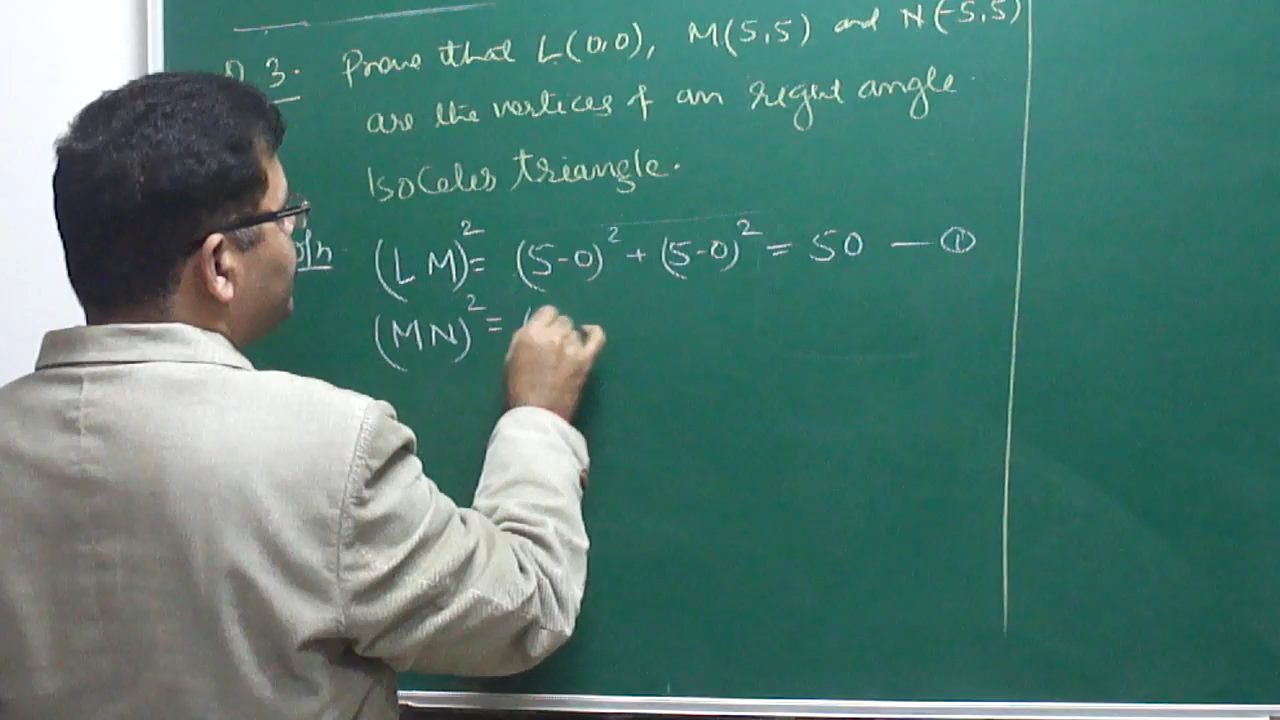 Q.3. Prove that L(0,0), M(5,5) and N(-5,5)
are the vertices of an right angle
Isoceles triangle.
Soln. (LM)²= (5-0)² + (5-0)² = 50 — ①
(MN)² = (